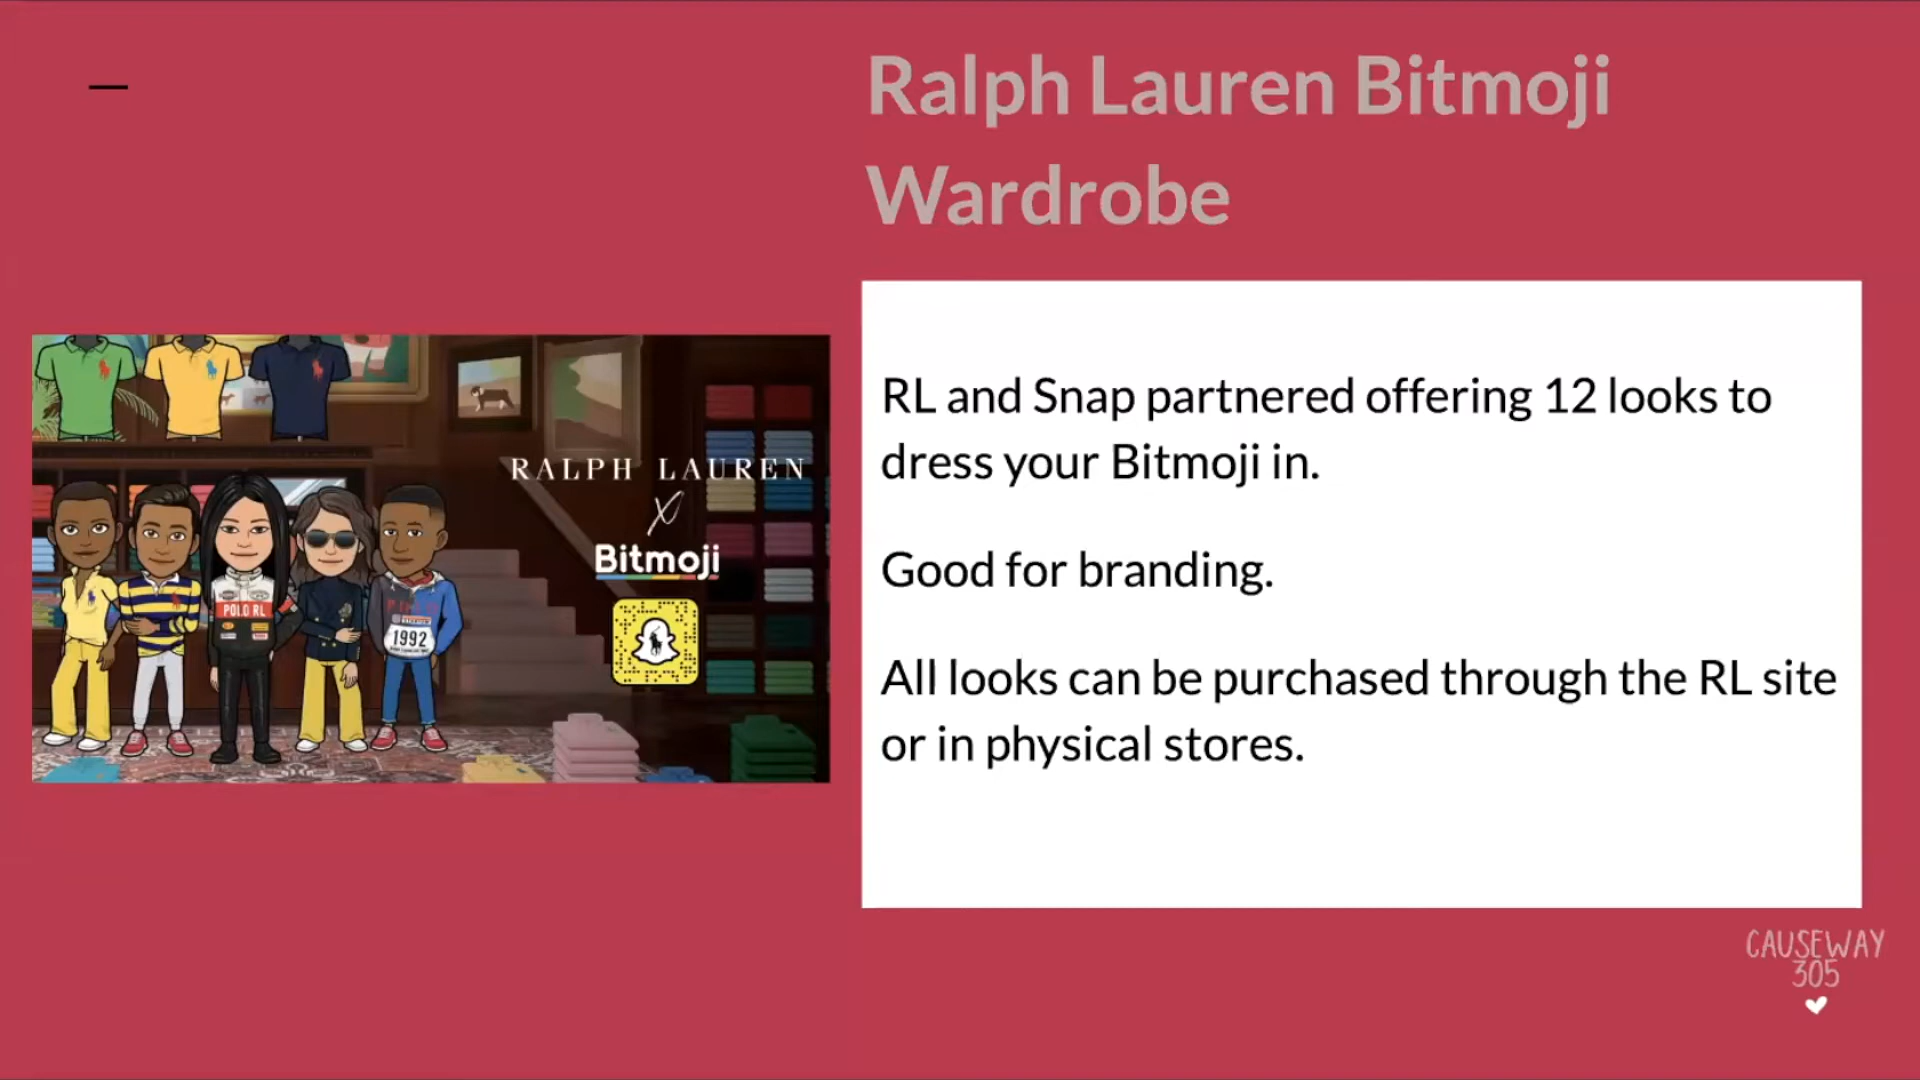 Ralph Lauren Bitmoji
Wardrobe
RALPH LAUREN
X
Bitmoji
POLO RL
1992
RL and Snap partnered offering 12 looks to
dress your Bitmoji in.
Good for branding.
All looks can be purchased through the RL site
or in physical stores.
CAUSEWAY
305